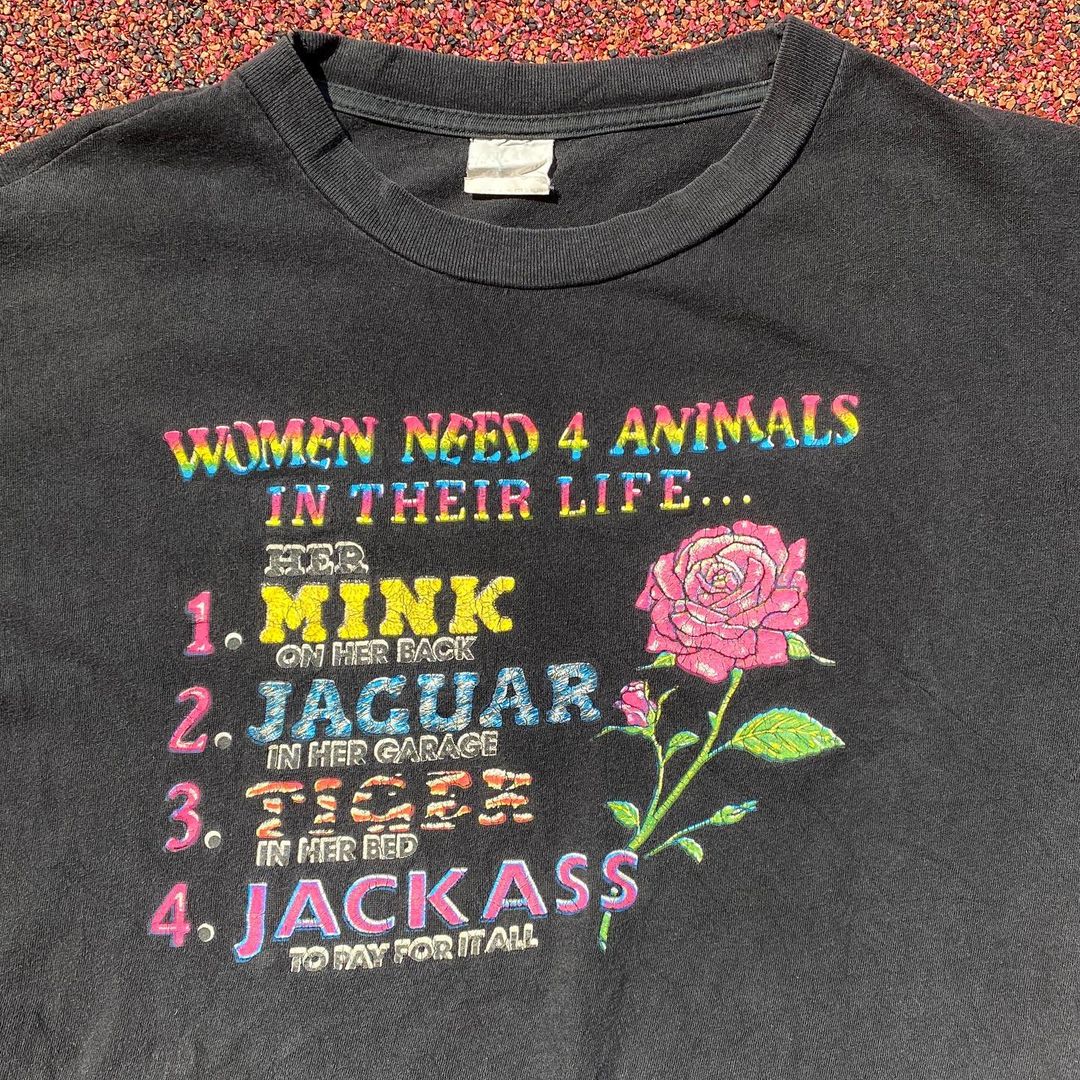 WOMEN NEED 4 ANIMALS
IN THEIR LIFE...
HER
1. MINK
ON HER BACK
2. JAGUAR
IN HER GARAGE
3. TIGER
IN HER BED
4. JACKASS
TO PAY FOR IT ALL